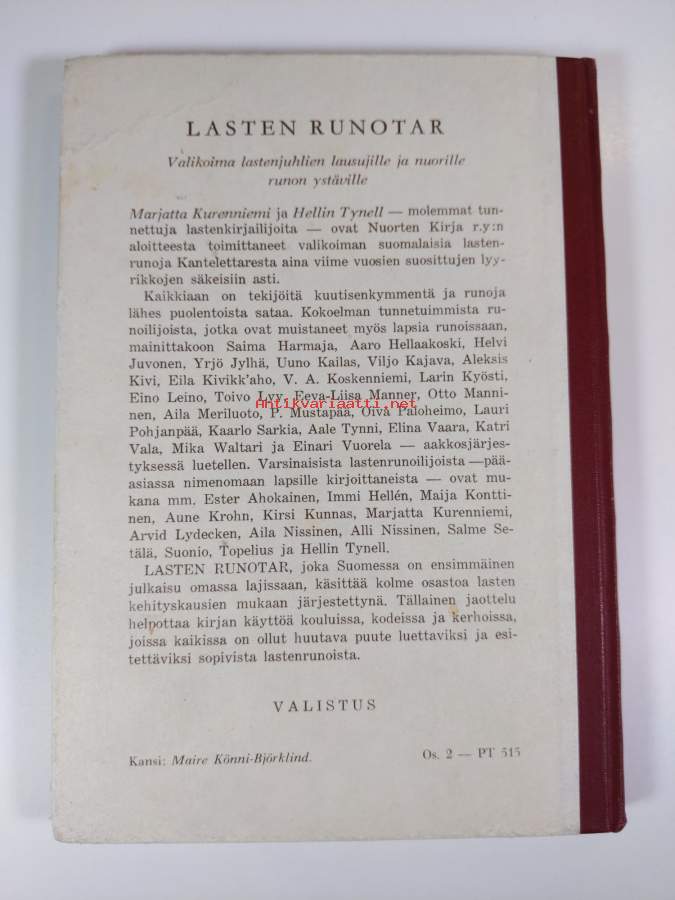 LASTEN RUNOTAR
Valikoima lastenjuhlien lausujille ja nuorille
runon ystäville
Marjatta Kurenniemi ja Hellin Tynell — molemmat tun-
nettuja lastenkirjailijoita — ovat Nuorten Kirja r.y:n
aloitteesta toimittaneet valikoiman suomalaisia lasten-
runoja Kantelettaresta aina viime vuosien suosittujen lyy-
rikkojen säkeisiin asti.
Kaikkiaan on tekijöitä kuutisenkymmentä ja runoja
lähes puolentoista sataa. Kokoelman tunnetuimmista ru-
noilijoista, jotka ovat muistaneet myös lapsia runoissaan,
mainittakoon Saima Harmaja, Aaro Hellaakoski, Helvi
Juvonen, Yrjö Jylhä, Uuno Kailas, Viljo Kajava, Aleksis
Kivi, Eila Kivikk'aho, V. A. Koskenniemi, Larin Kyösti,
Eino Leino, Toivo Lyy, Eeva-Liisa Manner, Otto Manni-
Antikvariaatti.net
nen, Aila Meriluoto, P. Mustapää, Oiva Paloheimo, Lauri
Pohjanpää, Kaarlo Sarkia, Aale Tynni, Elina Vaara, Katri
Vala, Mika Waltari ja Einari Vuorela — aakkosjärjes-
tyksessä luetellen. Varsinaisista lastenrunoilijoista — pää-
asiassa nimenomaan lapsille kirjoittaneista — ovat mu-
kana mm. Ester Ahokainen, Immi Hellén, Maija Kontti-
nen, Aune Krohn, Kirsi Kunnas, Marjatta Kurenniemi,
Arvid Lydecken, Aila Nissinen, Alli Nissinen, Salme Se-
tälä, Suonio, Topelius ja Hellin Tynell.
LASTEN RUNOTAR, joka Suomessa on ensimmäinen
julkaisu omassa lajissaan, käsittää kolme osastoa lasten
kehityskausien mukaan järjestettynä. Tällainen jaottelu
helpottaa kirjan käyttöä kouluissa, kodeissa ja kerhoissa,
joissa kaikissa on ollut huutava puute luettaviksi ja esi-
tettäviksi sopivista lastenrunoista.
VALISTUS
Kansi: Maire Könni-Björklind.
Os. 2 — PT 515